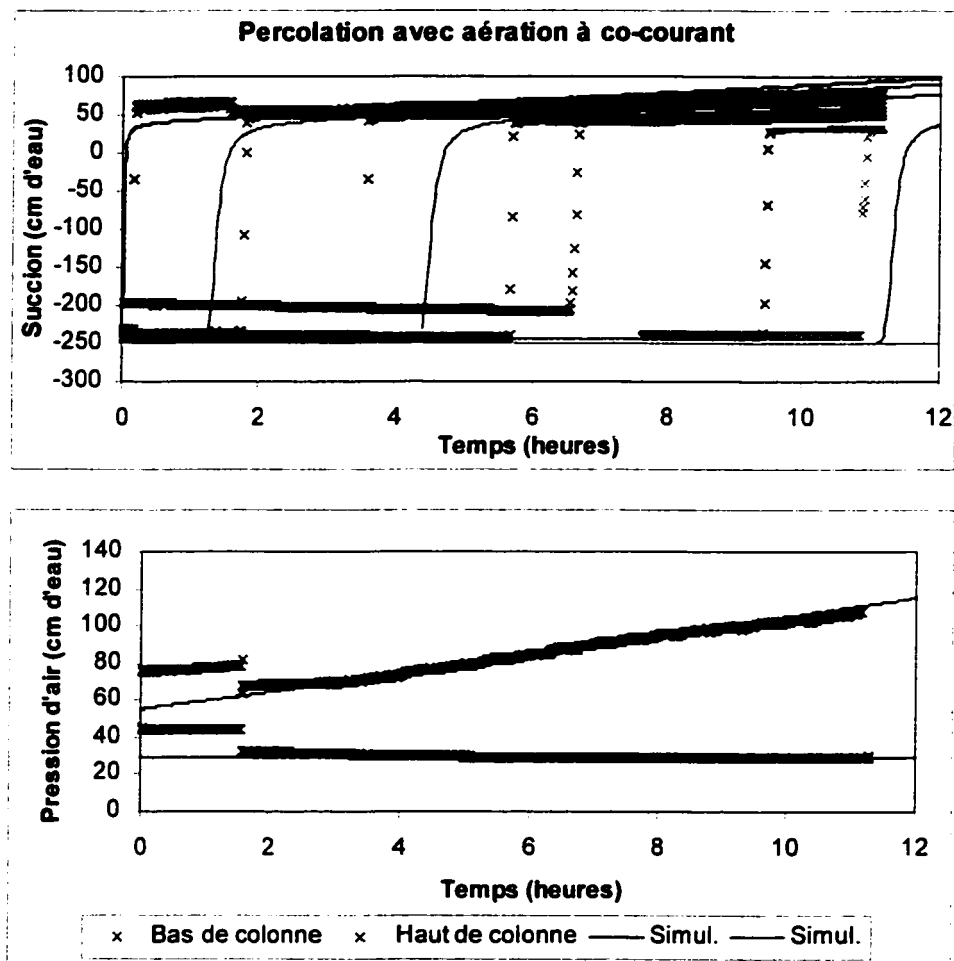 Percolation avec aération à co-courant
Succion (cm d'eau)
100
50
0
-50
-100
-150
-200
-250
-300
0 2 4 6 8 10 12
Temps (heures)
Pression d'air (cm d'eau)
140
120
100
80
60
40
20
0
0 2 4 6 8 10 12
Temps (heures)
× Bas de colonne × Haut de colonne —— Simul. —— Simul.